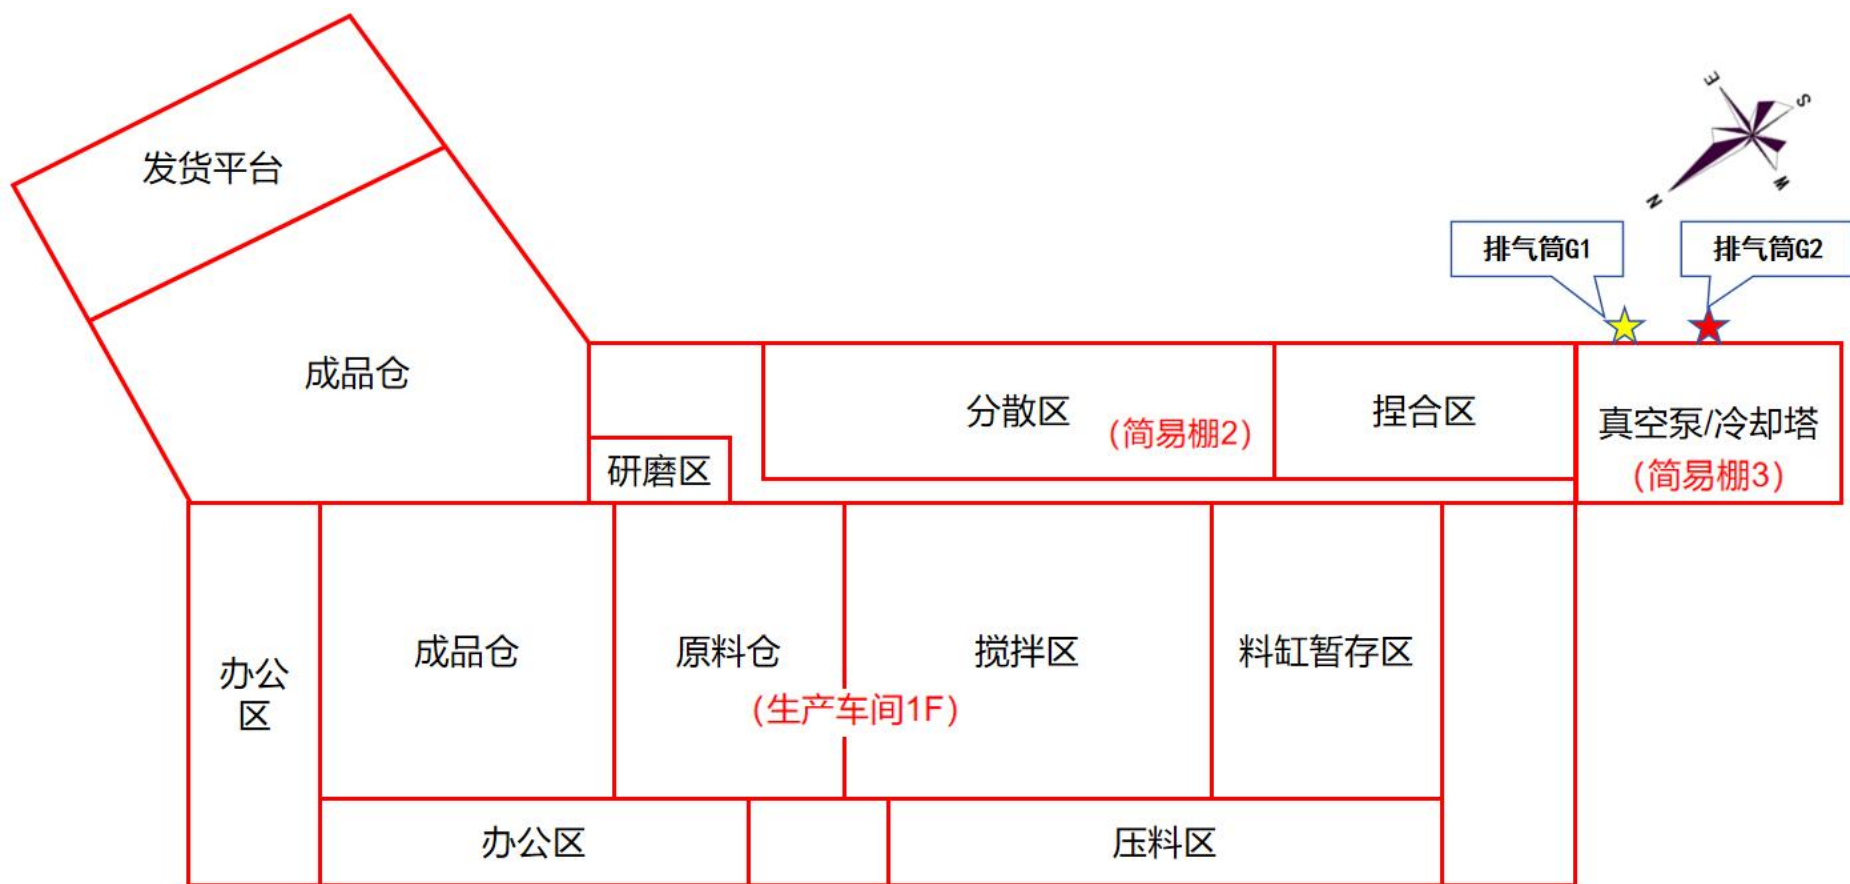 E
S
W
N
排气筒G1
排气筒G2
发货平台
成品仓
研磨区
分散区
(简易棚2)
捏合区
真空泵/冷却塔
(简易棚3)
办公
区
成品仓
原料仓
搅拌区
料缸暂存区
(生产车间1F)
办公区
压料区